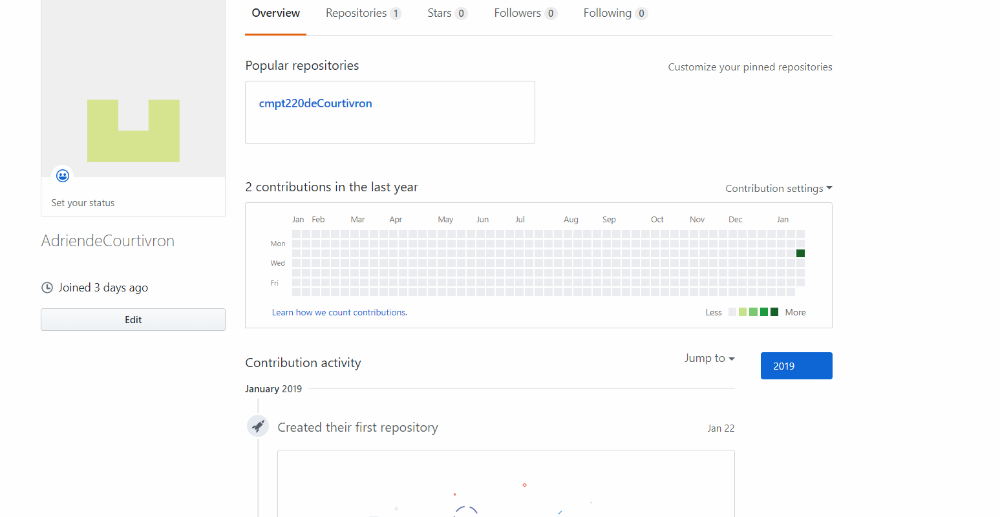 Overview Repositories 1 Stars 0 Followers 0 Following 0
Popular repositories
Customize your pinned repositories
cmpt220deCourtivron
Set your status
AdriendeCourtivron
Joined 3 days ago
Edit
2 contributions in the last year
Contribution settings
Jan Feb Mar Apr May Jun Jul Aug Sep Oct Nov Dec Jan
Mon
Wed
Fri
Learn how we count contributions.
Less More
Contribution activity
Jump to
2019
January 2019
Created their first repository
Jan 22